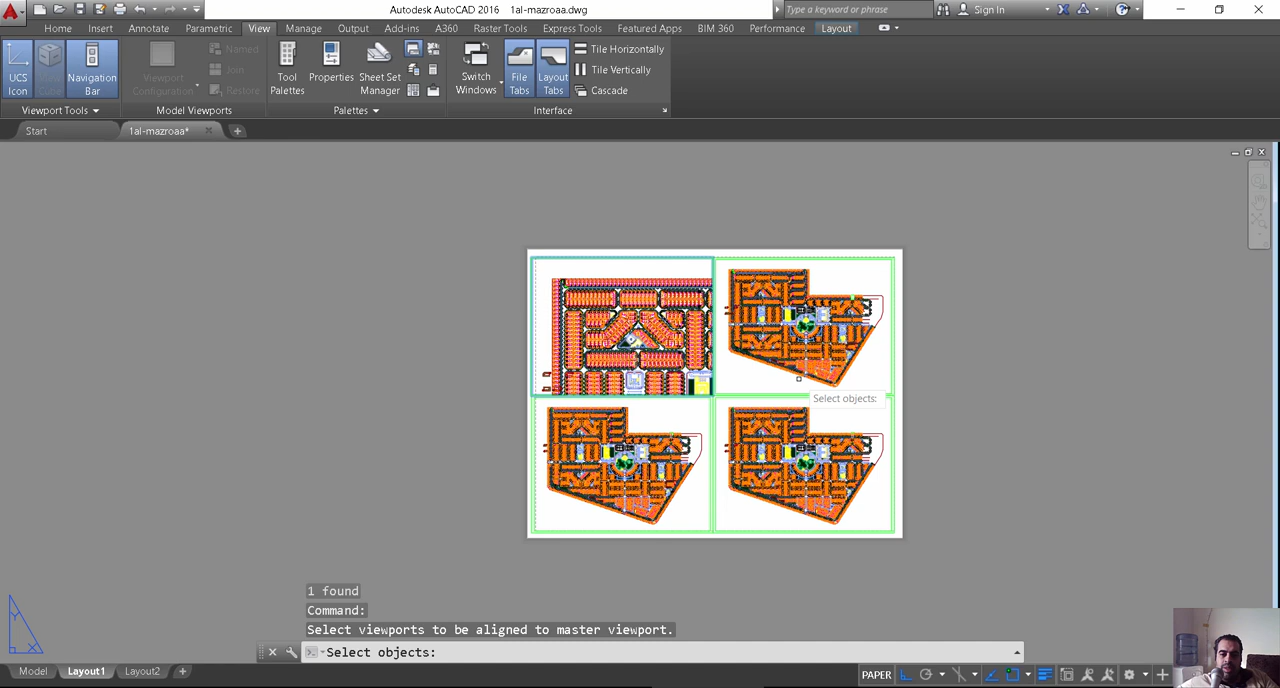 Autodesk AutoCAD 2016   1al-mazroaa.dwg
Type a keyword or phrase
Sign In
Home Insert Annotate Parametric View Manage Output Add-ins A360 Raster Tools Express Tools Featured Apps BIM 360 Performance Layout
UCS Icon
Navigation Bar
Viewport Configuration
Named
Join
Restore
Tool Palettes
Properties
Sheet Set Manager
Switch Windows
File Tabs
Layout Tabs
Tile Horizontally
Tile Vertically
Cascade
Viewport Tools Model Viewports Palettes Interface
Start 1al-mazroaa*
Select objects:
1 found
Command:
Select viewports to be aligned to master viewport.
Select objects:
Y
X
Model Layout1 Layout2
PAPER